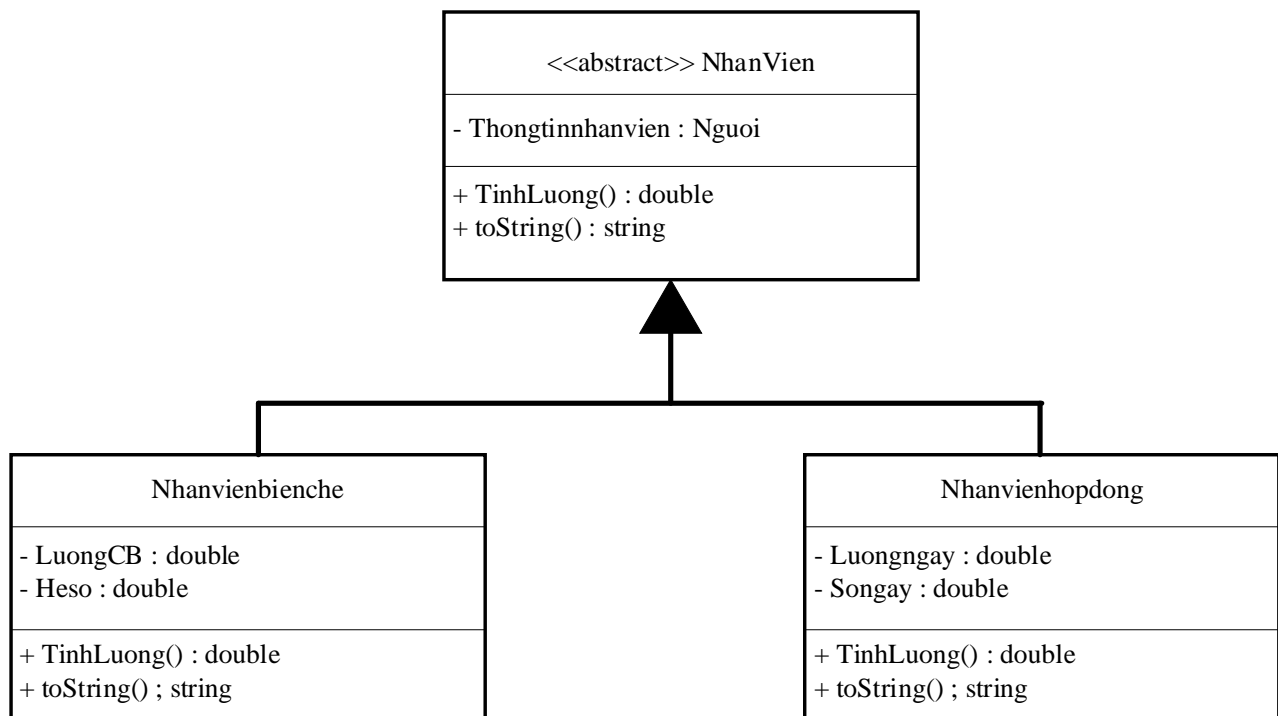 <<abstract>> NhanVien
- Thongtinnhanvien : Nguoi
+ TinhLuong() : double
+ toString() : string
Nhanvienbienche
- LuongCB : double
- Heso : double
+ TinhLuong() : double
+ toString() ; string
Nhanvienhopdong
- Luongngay : double
- Songay : double
+ TinhLuong() : double
+ toString() ; string